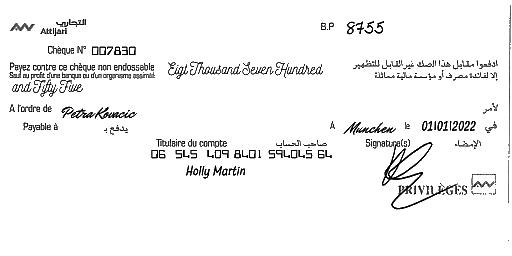 التجاري
Attijari
B.P 8755
Chèque N° 007830
Payez contre ce chèque non endossable
Eigt Thousand Seven Hundred
ادفعوا مقابل هذا الصك غير القابل للتظهير
Sauf au profit d'une banque ou d'un organisme assimilé
إلا لفائدة مصرف أو مؤسسة مالية مماثلة
and Fifty Five
A l'ordre de Petra Kovacic
لأمر
Payable à يدفع بـ
A Munchen le 01/01/2022 في
Titulaire du compte صاحب الحساب
Signature(s) الإمضاء
06 545 409 8401 594045 64
Holly Martin
PRIVILÈGES